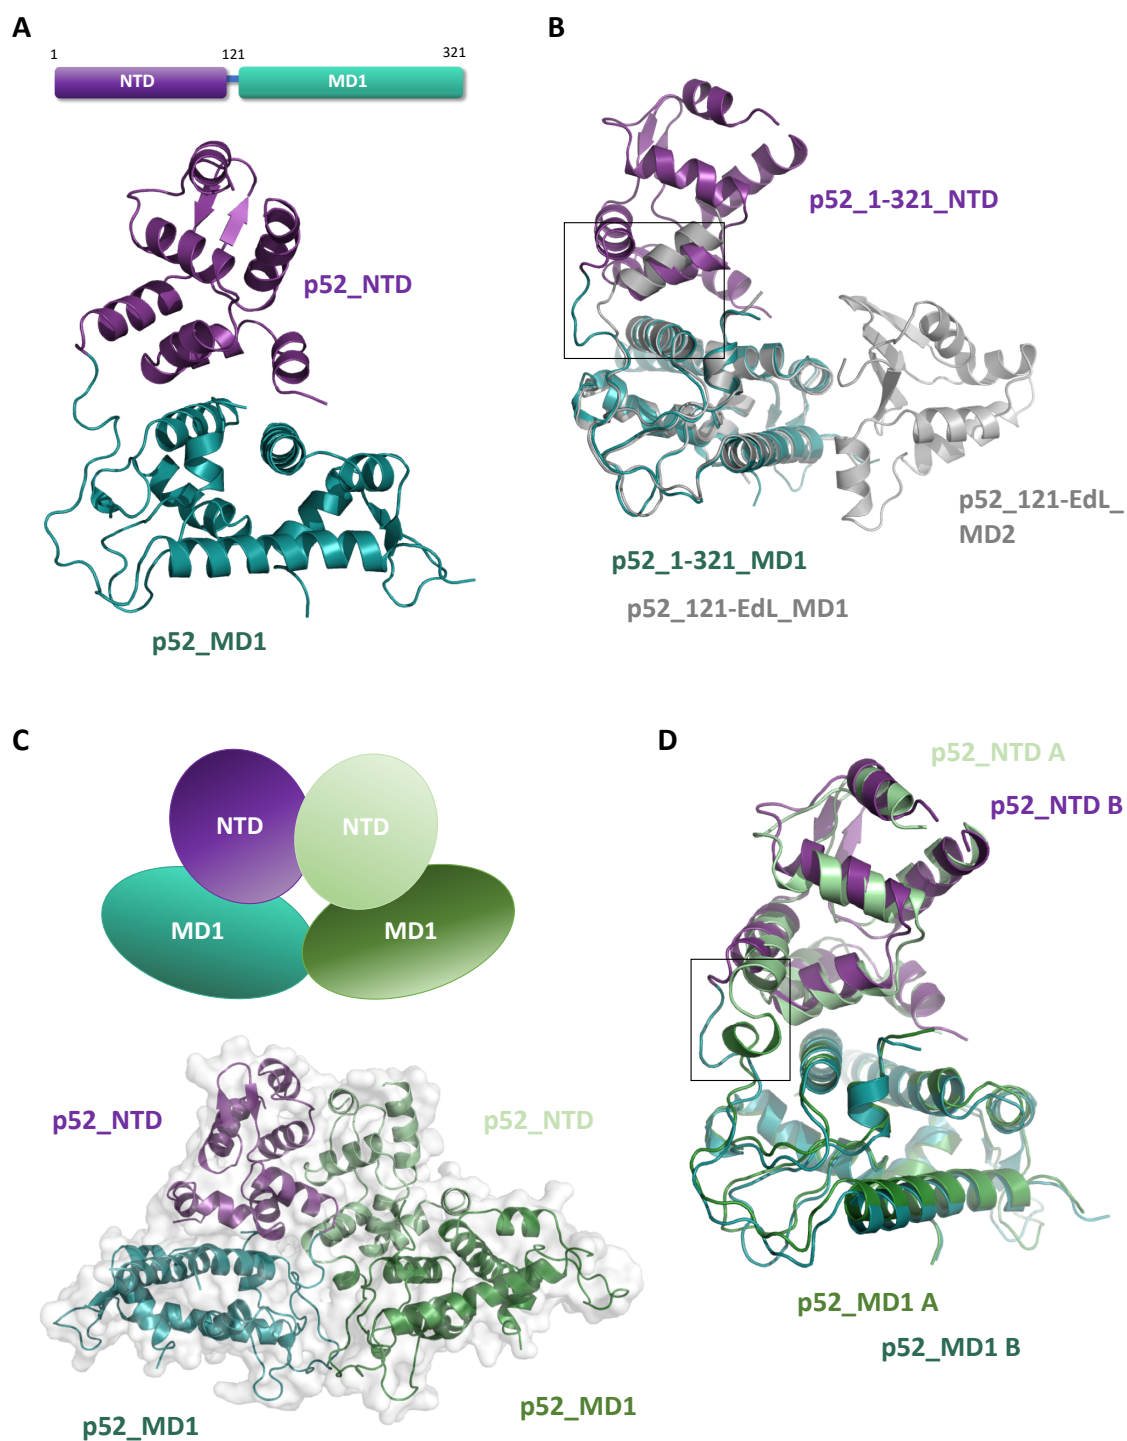 A
1
121
321
NTD
MD1
p52_NTD
p52_MD1
B
p52_1-321_NTD
p52_121-EdL_
MD2
p52_1-321_MD1
p52_121-EdL_MD1
C
NTD
NTD
MD1
MD1
p52_NTD
p52_NTD
p52_MD1
p52_MD1
D
p52_NTD A
p52_NTD B
p52_MD1 A
p52_MD1 B